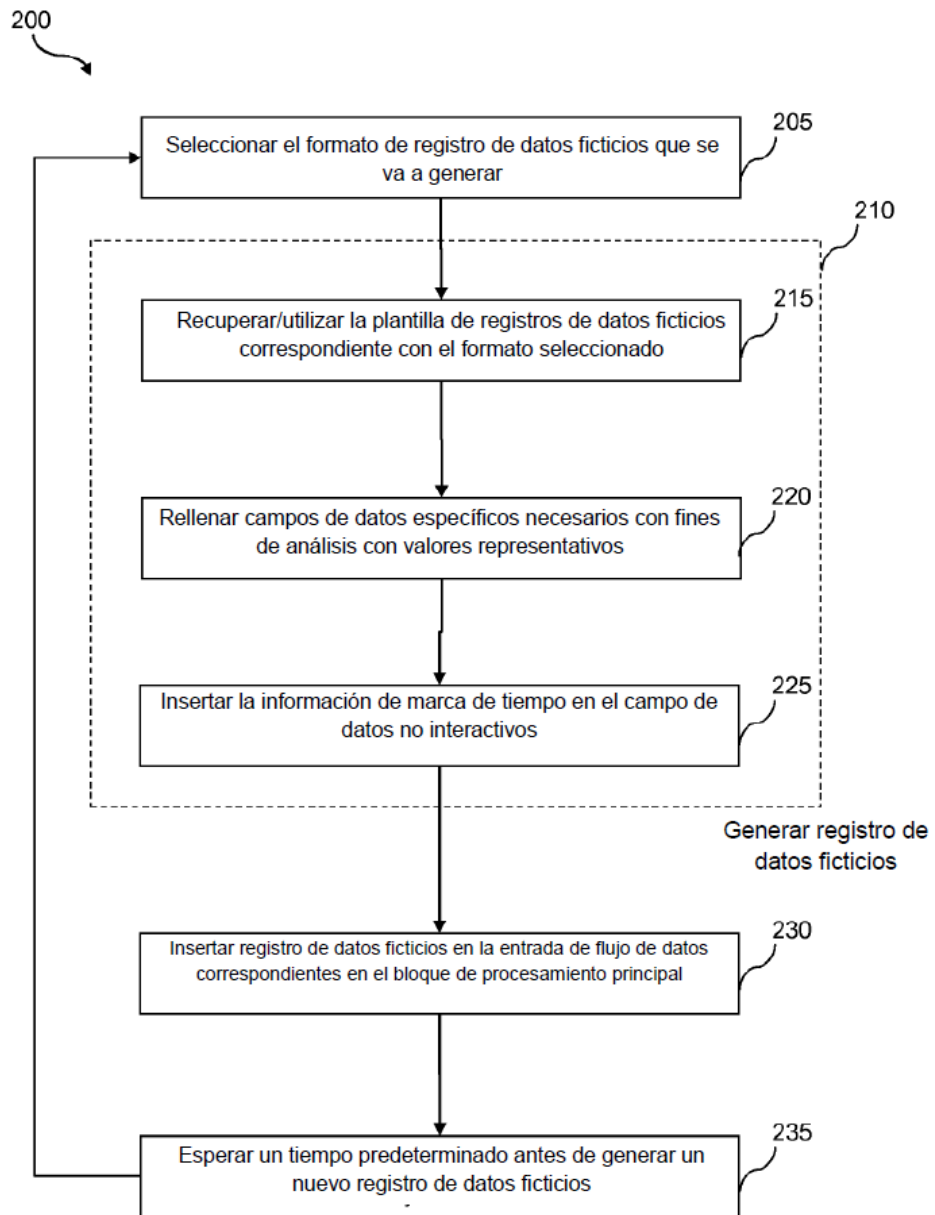 200
205
Seleccionar el formato de registro de datos ficticios que se
va a generar
210
215
Recuperar/utilizar la plantilla de registros de datos ficticios
correspondiente con el formato seleccionado
220
Rellenar campos de datos específicos necesarios con fines
de análisis con valores representativos
225
Insertar la información de marca de tiempo en el campo de
datos no interactivos
Generar registro de
datos ficticios
230
Insertar registro de datos ficticios en la entrada de flujo de datos
correspondientes en el bloque de procesamiento principal
235
Esperar un tiempo predeterminado antes de generar un
nuevo registro de datos ficticios